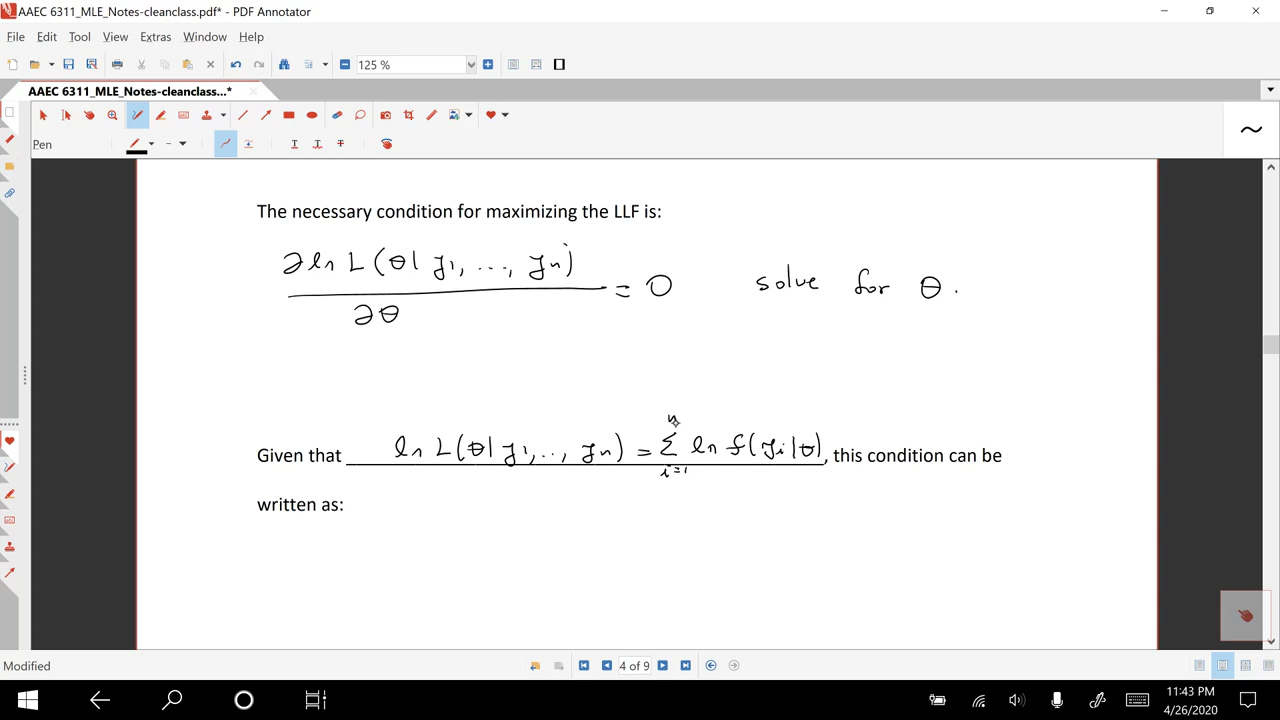 AAEC 6311_MLE_Notes-cleanclass.pdf* - PDF Annotator
File Edit Tool View Extras Window Help
125 %
AAEC 6311_MLE_Notes-cleanclass...*
Pen
The necessary condition for maximizing the LLF is:
∂ ln L (θ | y₁, ..., yₙ)
= 0 solve for θ.
∂θ
n
Given that ln L (θ | y₁, .., yₙ) = Σ ln f(yᵢ | θ), this condition can be
i=1
written as:
Modified
4 of 9
11:43 PM
4/26/2020